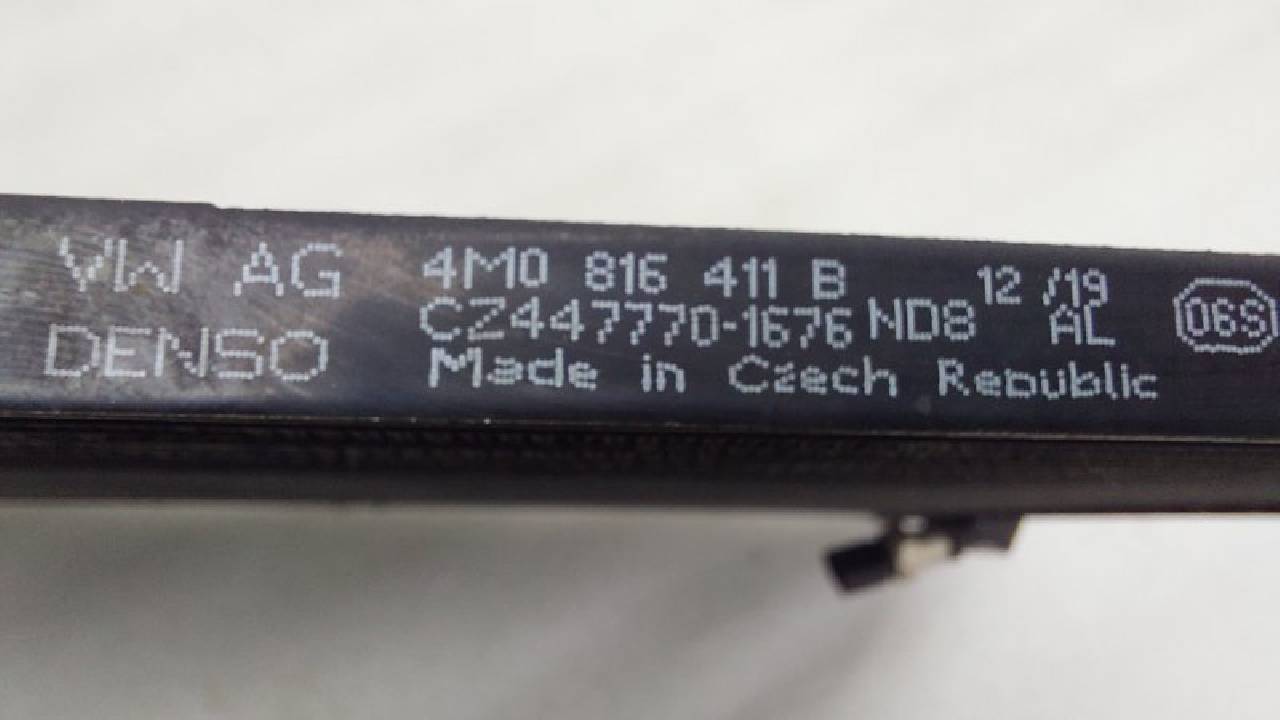 VW AG 4M0 816 411 B 12 /19
CZ447770-1676 ND8 AL 06S
DENSO Made in Czech Republic